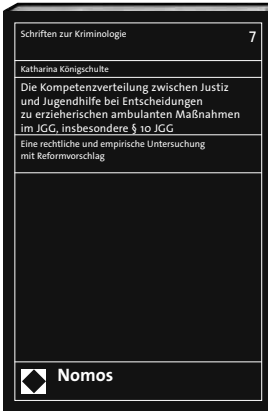 Schriften zur Kriminologie 7
Katharina Königschulte
Die Kompetenzverteilung zwischen Justiz
und Jugendhilfe bei Entscheidungen
zu erzieherischen ambulanten Maßnahmen
im JGG, insbesondere § 10 JGG
Eine rechtliche und empirische Untersuchung
mit Reformvorschlag
Nomos